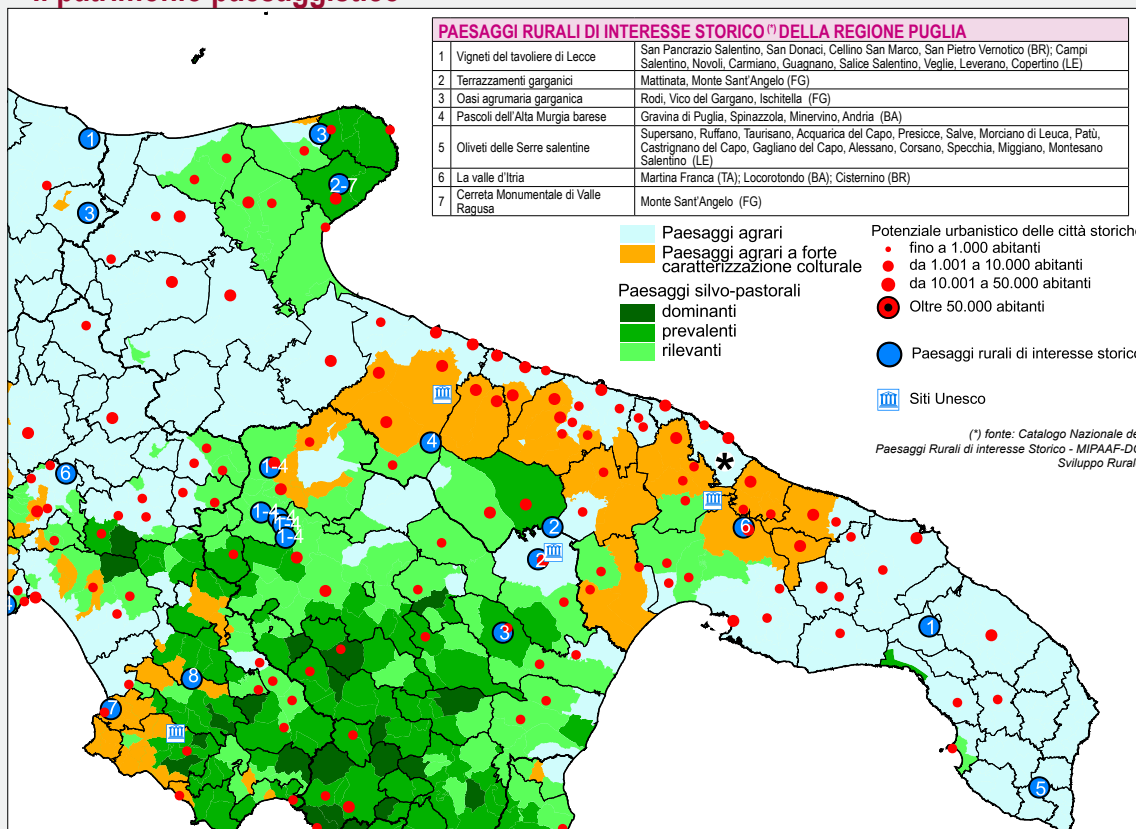 PAESAGGI RURALI DI INTERESSE STORICO (*) DELLA REGIONE PUGLIA
1 Vigneti del tavoliere di Lecce San Pancrazio Salentino, San Donaci, Cellino San Marco, San Pietro Vernotico (BR); Campi
Salentino, Novoli, Carmiano, Guagnano, Salice Salentino, Veglie, Leverano, Copertino (LE)
2 Terrazzamenti garganici Mattinata, Monte Sant'Angelo (FG)
3 Oasi agrumaria garganica Rodi, Vico del Gargano, Ischitella (FG)
4 Pascoli dell'Alta Murgia barese Gravina di Puglia, Spinazzola, Minervino, Andria (BA)
5 Oliveti delle Serre salentine Supersano, Ruffano, Taurisano, Acquarica del Capo, Presicce, Salve, Morciano di Leuca, Patù,
Castrignano del Capo, Gagliano del Capo, Alessano, Corsano, Specchia, Miggiano, Montesano
Salentino (LE)
6 La valle d'Itria Martina Franca (TA); Locorotondo (BA); Cisternino (BR)
7 Cerreta Monumentale di Valle
Ragusa Monte Sant'Angelo (FG)
Paesaggi agrari
Paesaggi agrari a forte
caratterizzazione colturale
Paesaggi silvo-pastorali
dominanti
prevalenti
rilevanti
Potenziale urbanistico delle città storiche
fino a 1.000 abitanti
da 1.001 a 10.000 abitanti
da 10.001 a 50.000 abitanti
Oltre 50.000 abitanti
Paesaggi rurali di interesse storico
Siti Unesco
(*) fonte: Catalogo Nazionale de
Paesaggi Rurali di interesse Storico - MIPAAF-DG
Sviluppo Rural
1
3
3
2-7
4
6
1-4
1-4
1-4
1-4
2
2
*
6
3
1
8
7
5